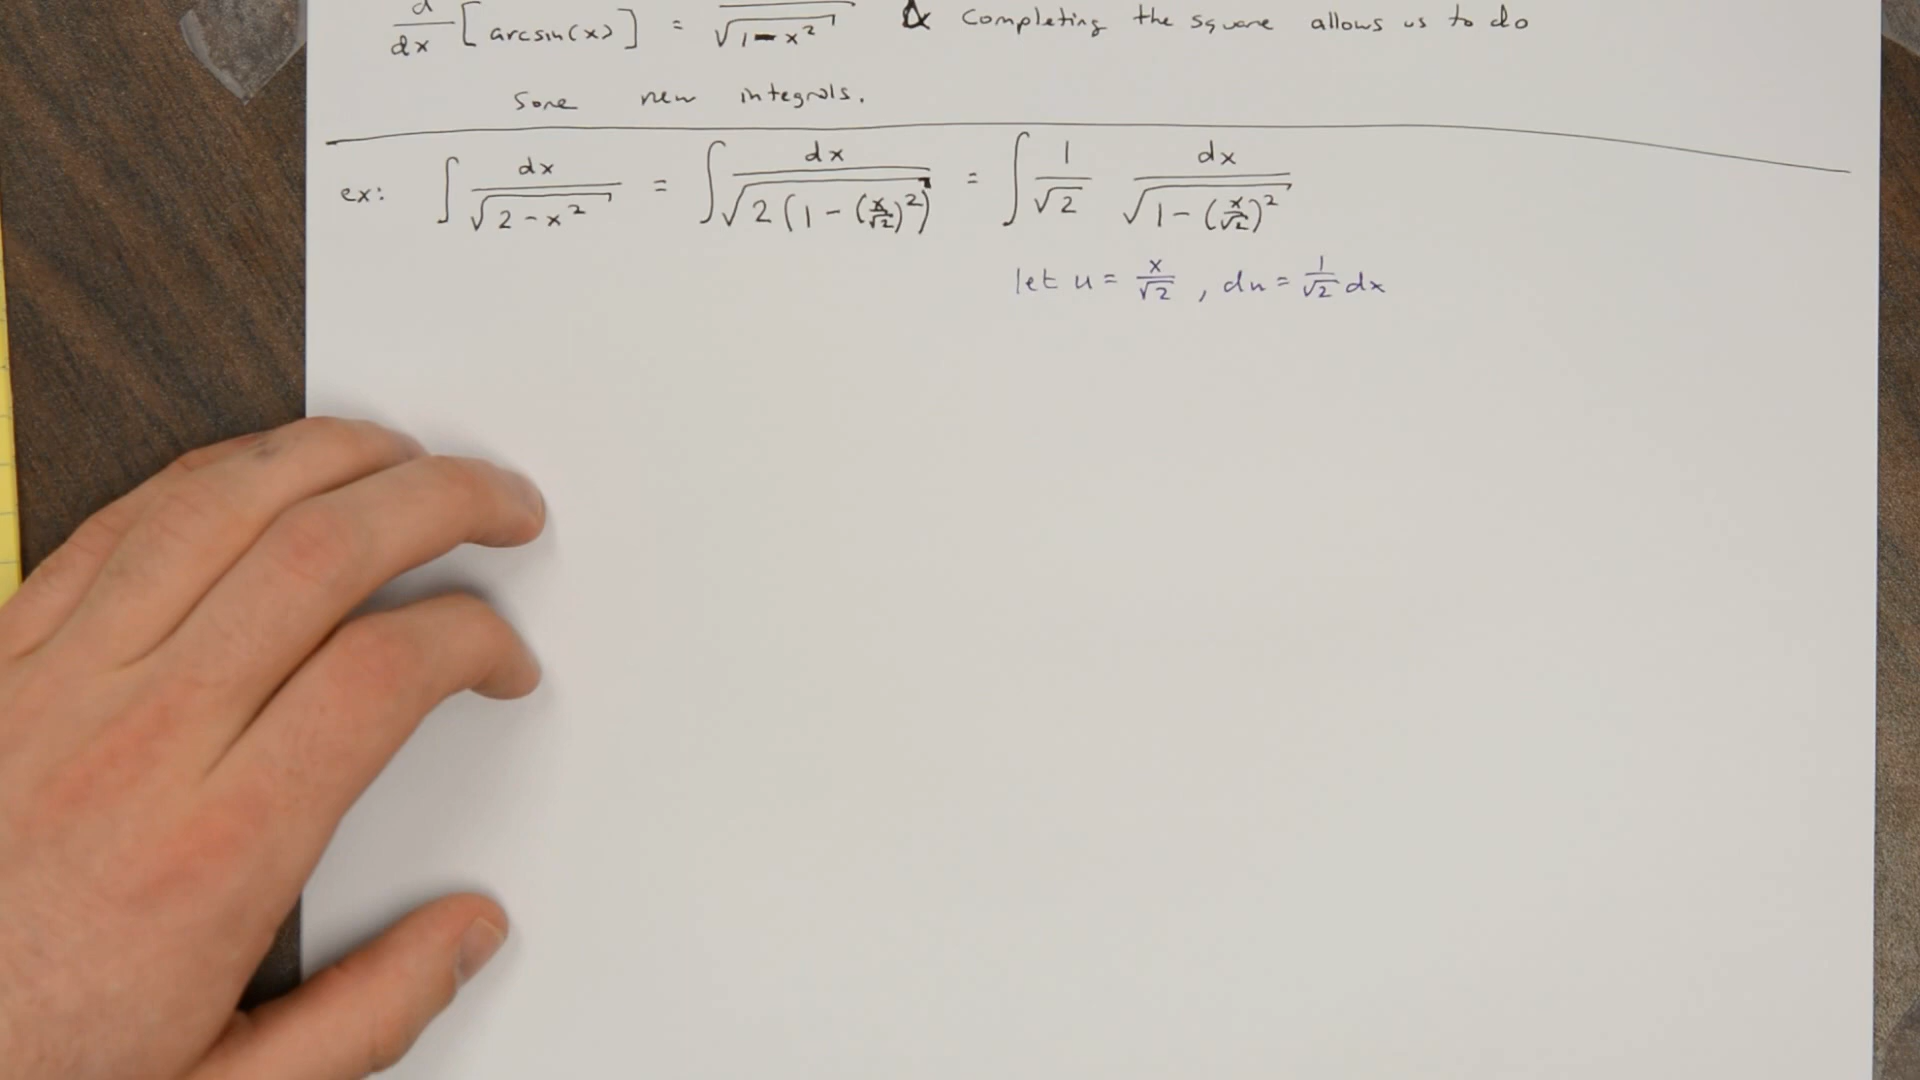 d/dx [arcsin(x)] = /√(1-x²) & Completing the square allows us to do
some new integrals.
ex: ∫ dx/√(2-x²) = ∫ dx/√(2(1-(x/√2)²)) = ∫ 1/√2 dx/√(1-(x/√2)²)
let u = x/√2, du = 1/√2 dx